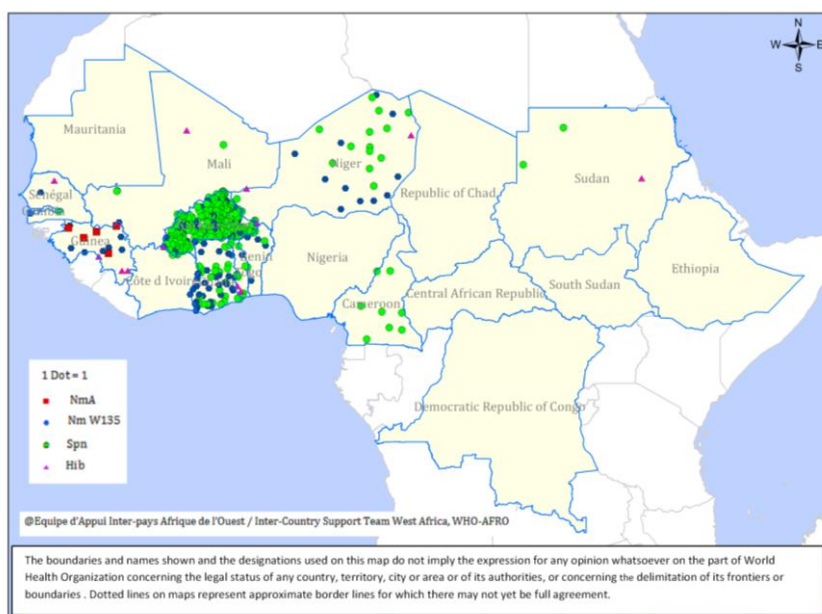 N
W E
S
Mauritania
Mali
Niger
Sudan
Republic of Chad
Sénégal
Guinea
Nigeria
Benin
Togo
Côte d Ivoire
Ethiopia
Central African Republic
South Sudan
Cameroon
Democratic Republic of Congo
1 Dot = 1
NmA
Nm W135
Spn
Hib
@Equipe d'Appui Inter-pays Afrique de l'Ouest / Inter-Country Support Team West Africa, WHO-AFRO
The boundaries and names shown and the designations used on this map do not imply the expression for any opinion whatsoever on the part of World
Health Organization concerning the legal status of any country, territory, city or area or of its authorities, or concerning the delimitation of its frontiers or
boundaries . Dotted lines on maps represent approximate border lines for which there may not yet be full agreement.